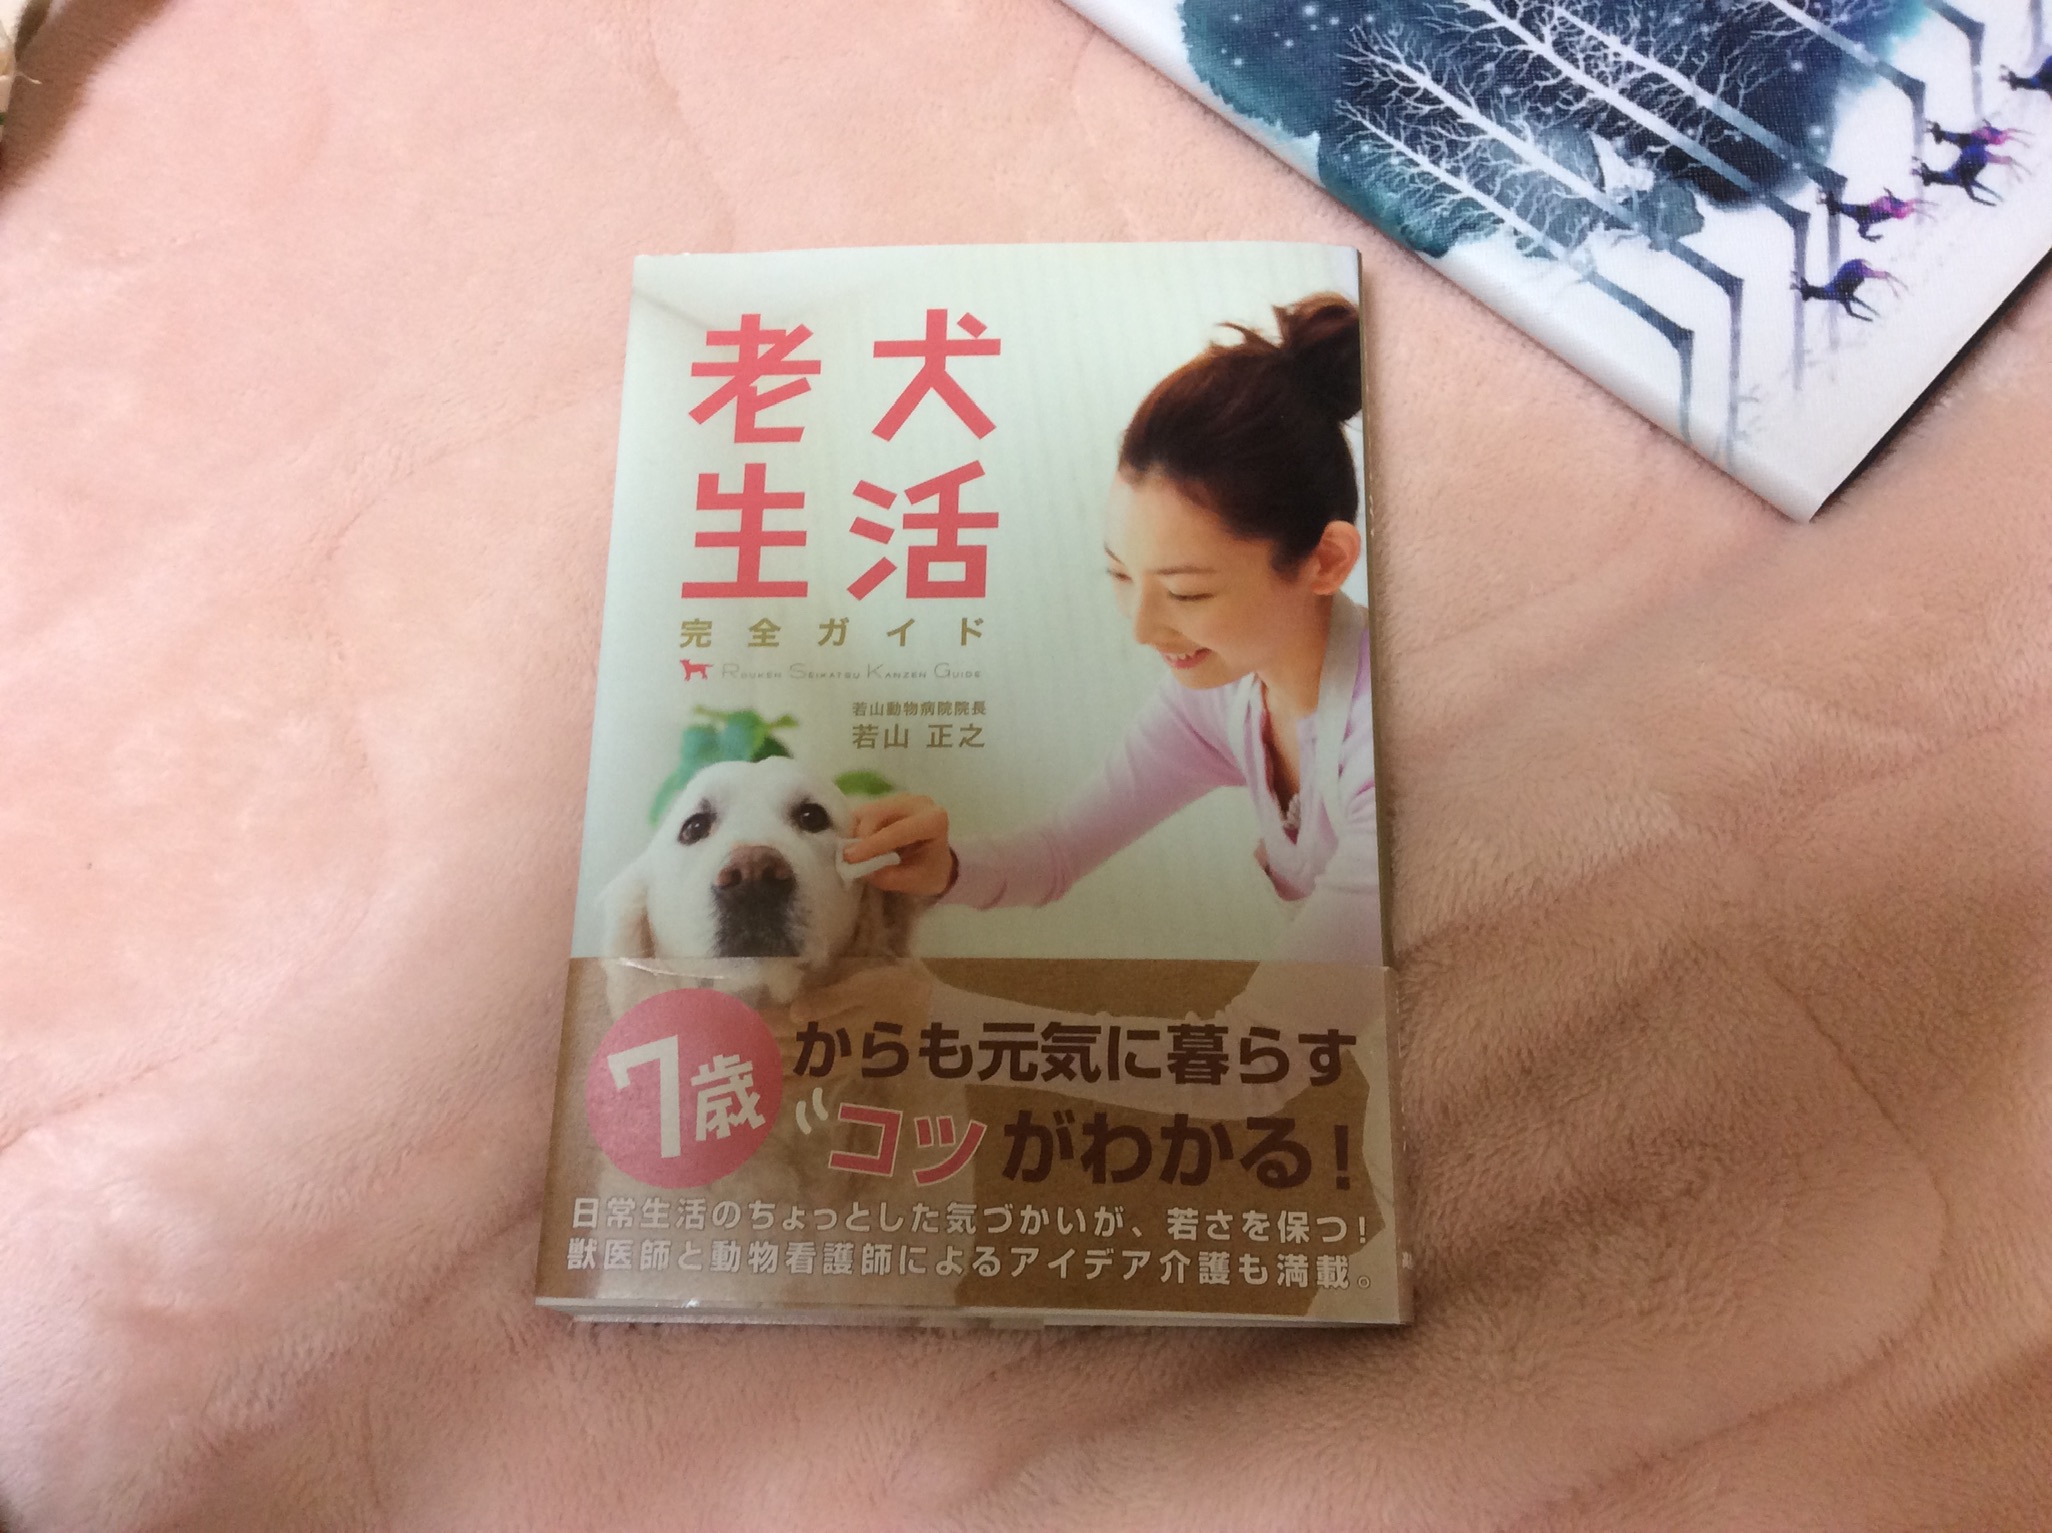 老犬
生活
完全ガイド
ROUKEN SEIKATSU KANZEN GUIDE
若山動物病院院長
若山 正之
7歳からも元気に暮らす
コツがわかる!
日常生活のちょっとした気づかいが、若さを保つ!
獣医師と動物看護師によるアイデア介護も満載。